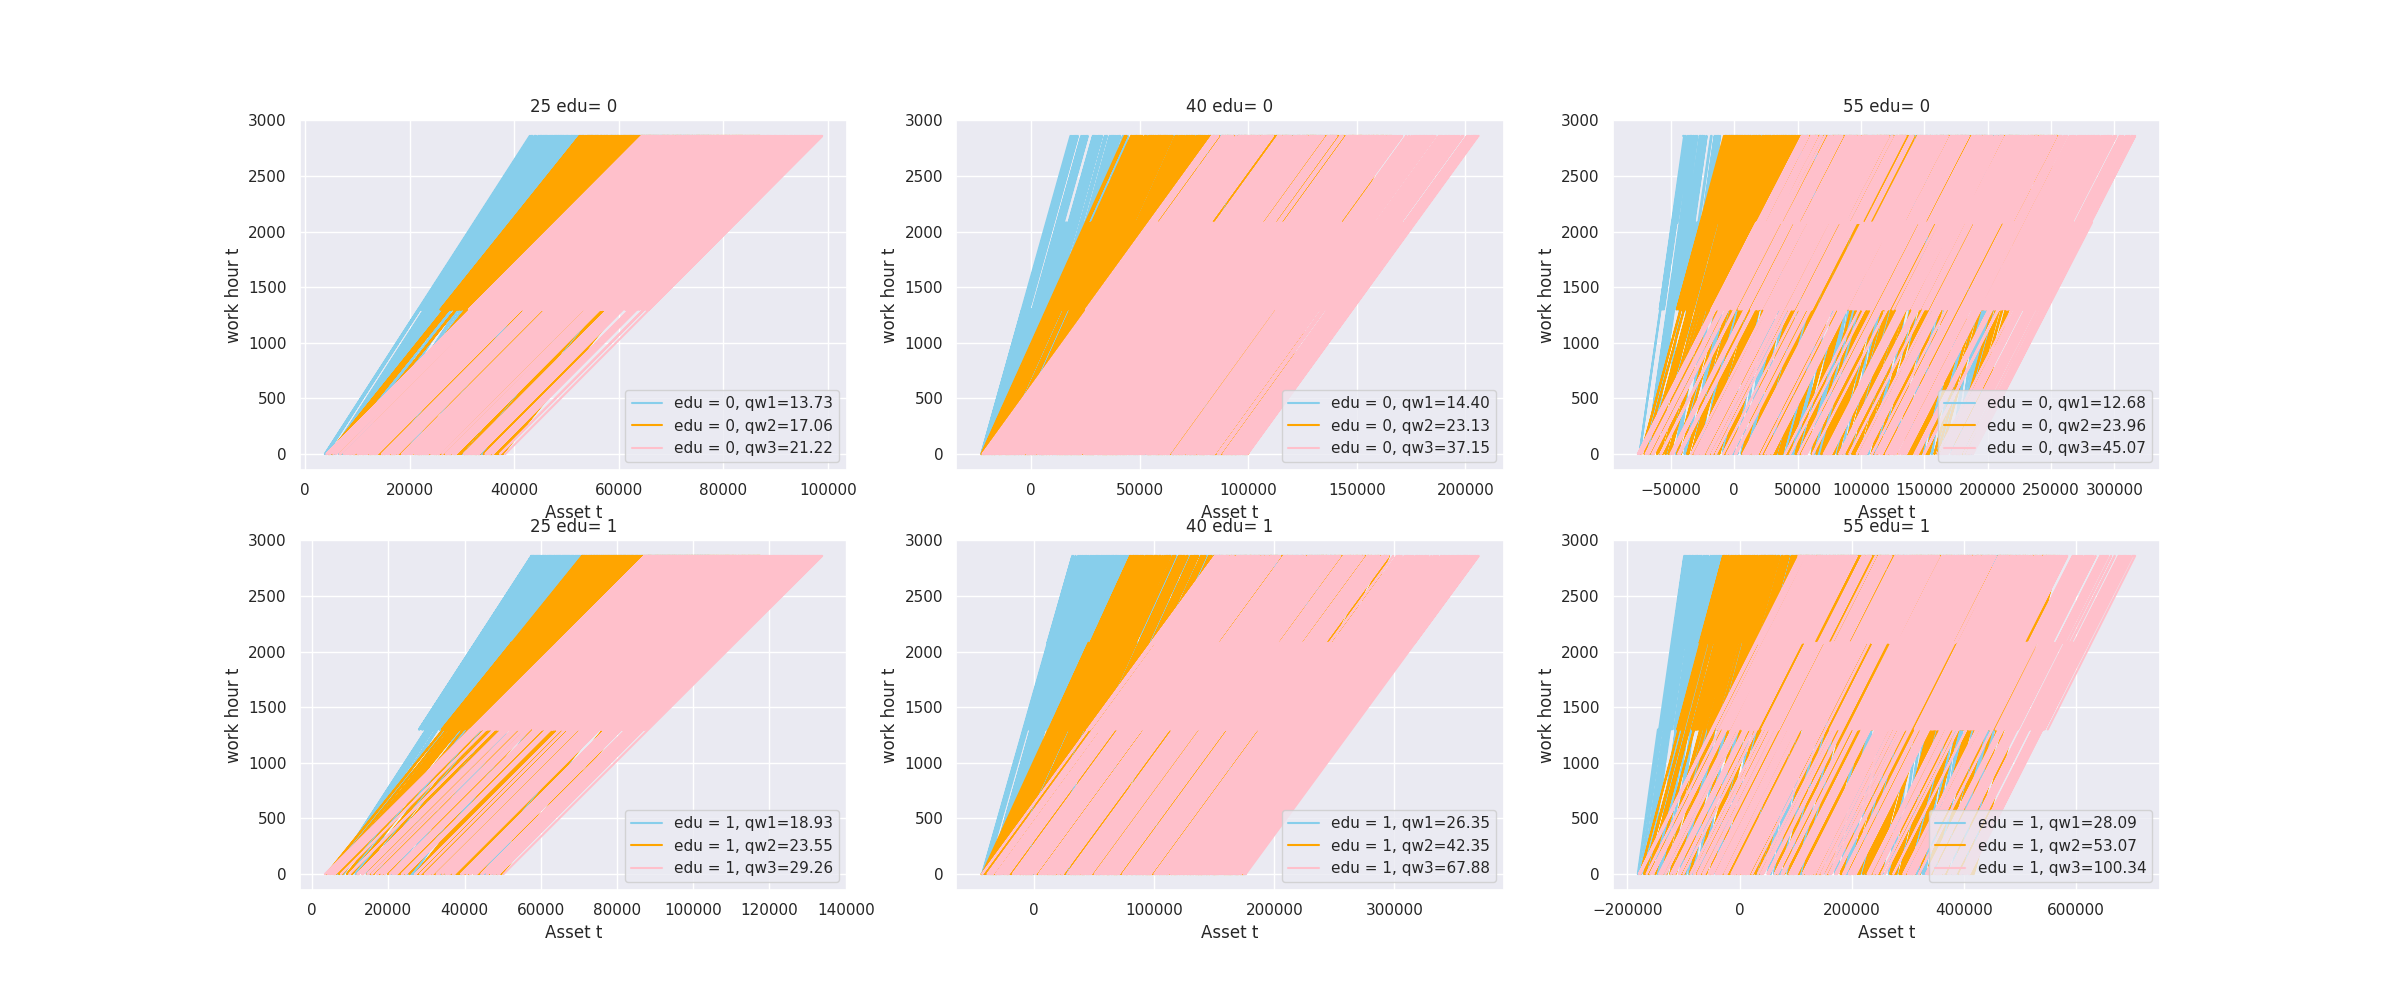 25 edu= 0
3000
2500
2000
1500
1000
500
0
work hour t
0 20000 40000 60000 80000 100000
Asset t
edu = 0, qw1=13.73
edu = 0, qw2=17.06
edu = 0, qw3=21.22
40 edu= 0
3000
2500
2000
1500
1000
500
0
work hour t
0 50000 100000 150000 200000
Asset t
edu = 0, qw1=14.40
edu = 0, qw2=23.13
edu = 0, qw3=37.15
55 edu= 0
3000
2500
2000
1500
1000
500
0
work hour t
−50000 0 50000 100000 150000 200000 250000 300000
Asset t
edu = 0, qw1=12.68
edu = 0, qw2=23.96
edu = 0, qw3=45.07
25 edu= 1
3000
2500
2000
1500
1000
500
0
work hour t
0 20000 40000 60000 80000 100000 120000 140000
Asset t
edu = 1, qw1=18.93
edu = 1, qw2=23.55
edu = 1, qw3=29.26
40 edu= 1
3000
2500
2000
1500
1000
500
0
work hour t
0 100000 200000 300000
Asset t
edu = 1, qw1=26.35
edu = 1, qw2=42.35
edu = 1, qw3=67.88
55 edu= 1
3000
2500
2000
1500
1000
500
0
work hour t
−200000 0 200000 400000 600000
Asset t
edu = 1, qw1=28.09
edu = 1, qw2=53.07
edu = 1, qw3=100.34